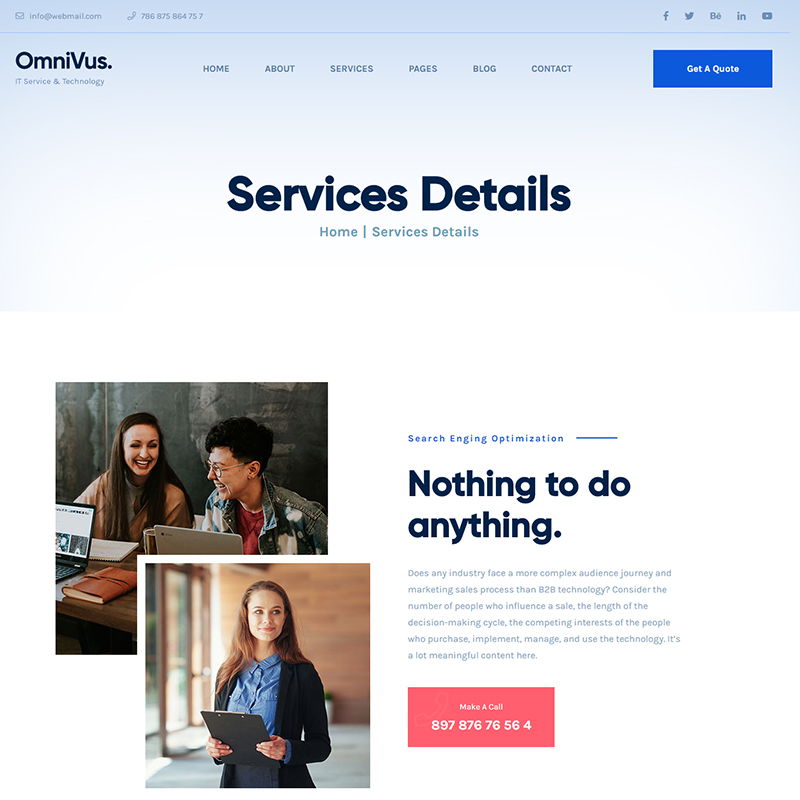 info@webmail.com 786 875 864 75 7
OmniVus.
IT Service & Technology
HOME ABOUT SERVICES PAGES BLOG CONTACT
Get A Quote
Services Details
Home | Services Details
Search Enging Optimization
Nothing to do
anything.
Does any industry face a more complex audience journey and
marketing sales process than B2B technology? Consider the
number of people who influence a sale, the length of the
decision-making cycle, the competing interests of the people
who purchase, implement, manage, and use the technology. It's
a lot meaningful content here.
Make A Call
897 876 76 56 4